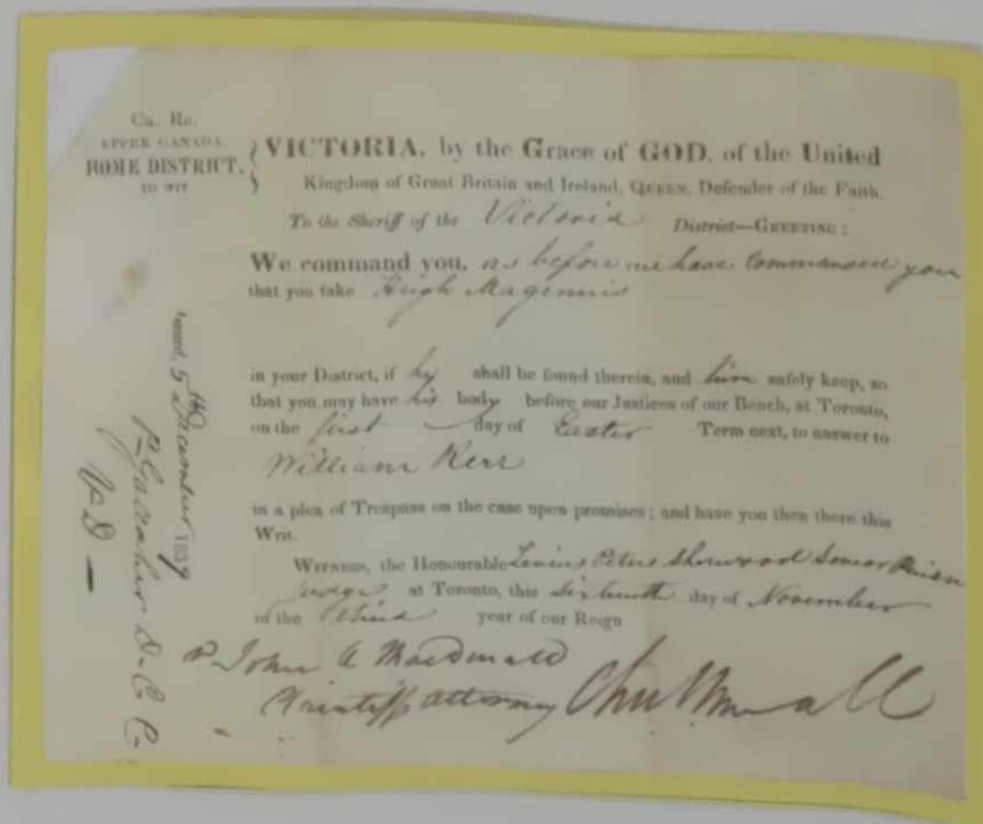 Ca. Re.
UPPER CANADA.
HOME DISTRICT,
TO WIT
VICTORIA, by the Grace of GOD, of the United
Kingdom of Great Britain and Ireland, QUEEN, Defender of the Faith.
To the Sheriff of the Victoria District—GREETING:
We command you, as before we have Commanded you
that you take Hugh Magennis
in your District, if he shall be found therein, and him safely keep, so
that you may have his body before our Justices of our Bench, at Toronto,
on the first day of Easter Term next, to answer to
William Kerr
in a plea of Trespass on the case upon promises; and have you then there this
Writ.
WITNESS, the Honourable Levius Peters Sherwood Senior Puisne
Judge at Toronto, this Sixteenth day of November
in the Third year of our Reign
P John A Macdonald
Plaintiffs attorney
Issued, 5th December 1839
P Gallaher D. C. C.
V. D —